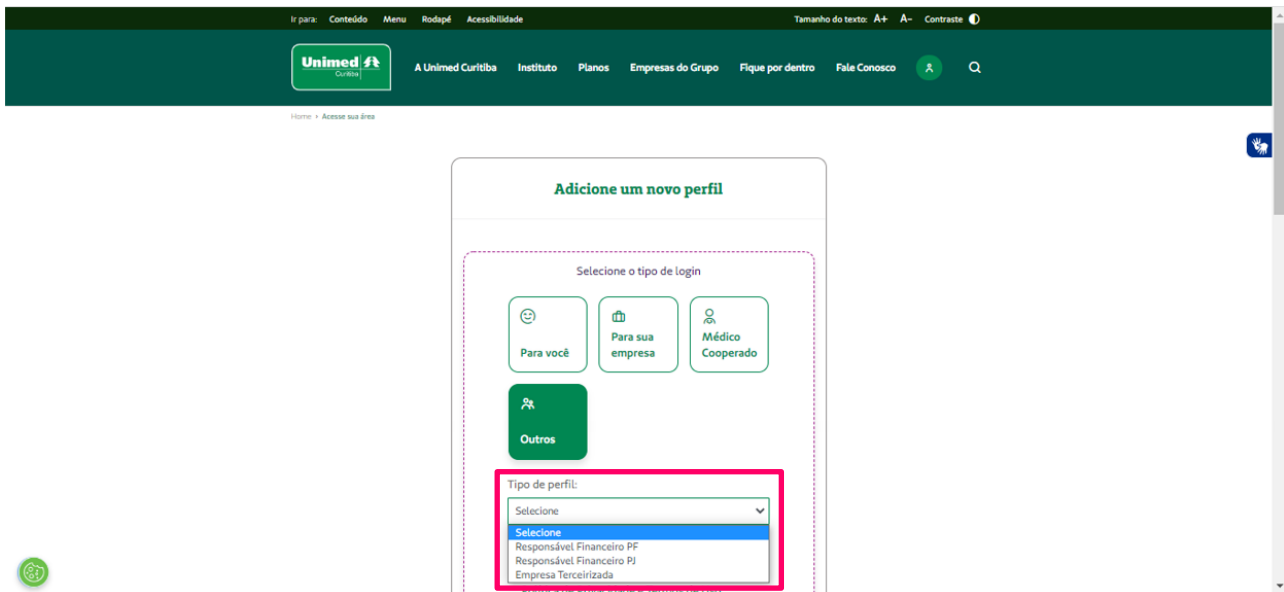 Ir para: Conteúdo Menu Rodapé Acessibilidade Tamanho do texto: A+ A- Contraste
Unimed
Curitiba
A Unimed Curitiba Instituto Planos Empresas do Grupo Fique por dentro Fale Conosco
Home Acesse sua área
Adicione um novo perfil
Selecione o tipo de login
Para você
Para sua
empresa
Médico
Cooperado
Outros
Tipo de perfil:
Selecione
Selecione
Responsável Financeiro PF
Responsável Financeiro PJ
Empresa Terceirizada